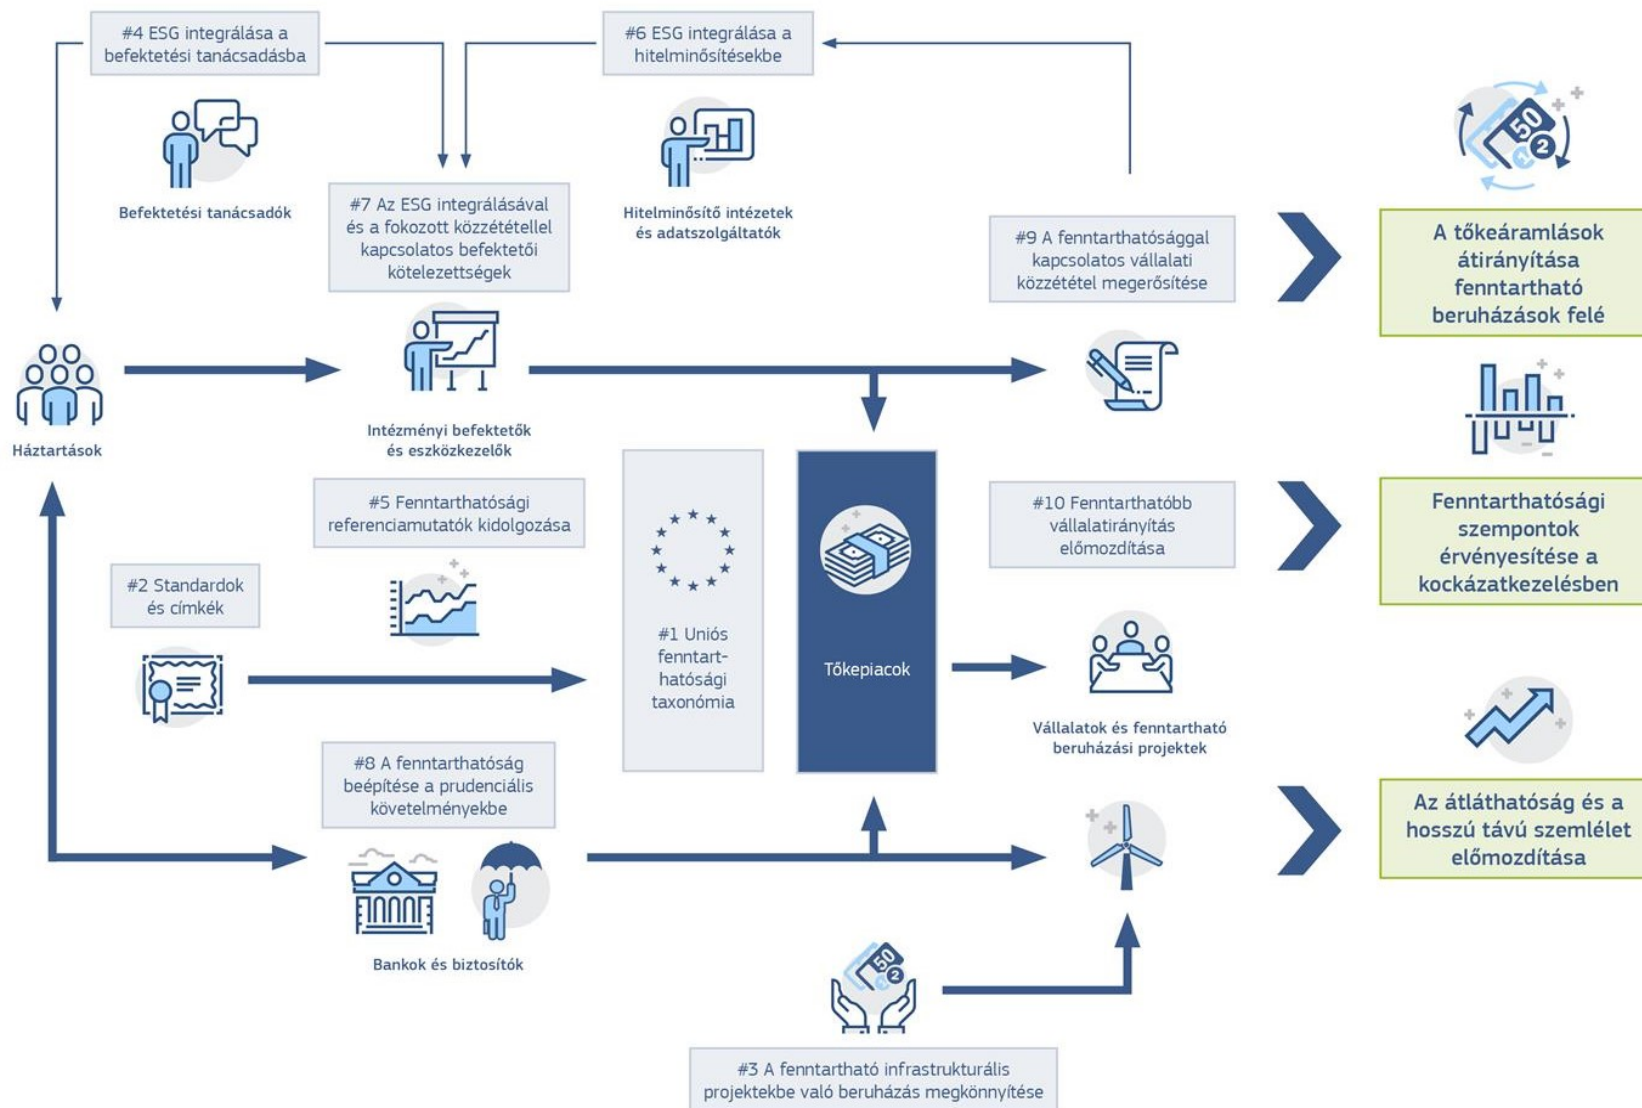 #4 ESG integrálása a
befektetési tanácsadásba
#6 ESG integrálása a
hitelminősítésekbe
Befektetési tanácsadók
#7 Az ESG integrálásával
és a fokozott közzététellel
kapcsolatos befektetői
kötelezettségek
Hitelminősítő intézetek
és adatszolgáltatók
#9 A fenntarthatósággal
kapcsolatos vállalati
közzététel megerősítése
50
2
A tőkeáramlások
átirányítása
fenntartható
beruházások felé
Háztartások
Intézményi befektetők
és eszközkezelők
#5 Fenntarthatósági
referenciamutatók kidolgozása
#2 Standardok
és címkék
#1 Uniós
fenntart-
hatósági
taxonómia
Tőkepiacok
#10 Fenntarthatóbb
vállalatirányítás
előmozdítása
Fenntarthatósági
szempontok
érvényesítése a
kockázatkezelésben
Vállalatok és fenntartható
beruházási projektek
#8 A fenntarthatóság
beépítése a prudenciális
követelményekbe
Bankok és biztosítók
Az átláthatóság és a
hosszú távú szemlélet
előmozdítása
50
2
#3 A fenntartható infrastrukturális
projektekbe való beruházás megkönnyítése